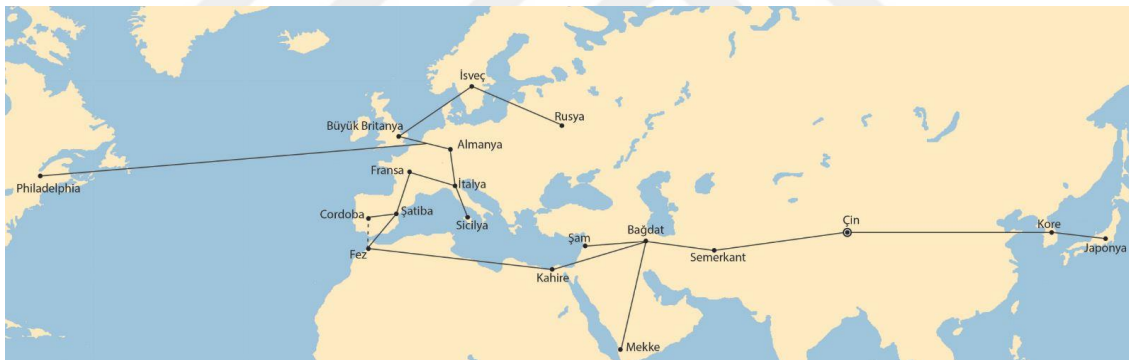 İsveç
Rusya
Büyük Britanya
Almanya
Fransa
İtalya
Philadelphia
Cordoba
Şatiba
Sicilya
Fez
Kahire
Şam
Bağdat
Semerkant
Çin
Kore
Japonya
Mekke